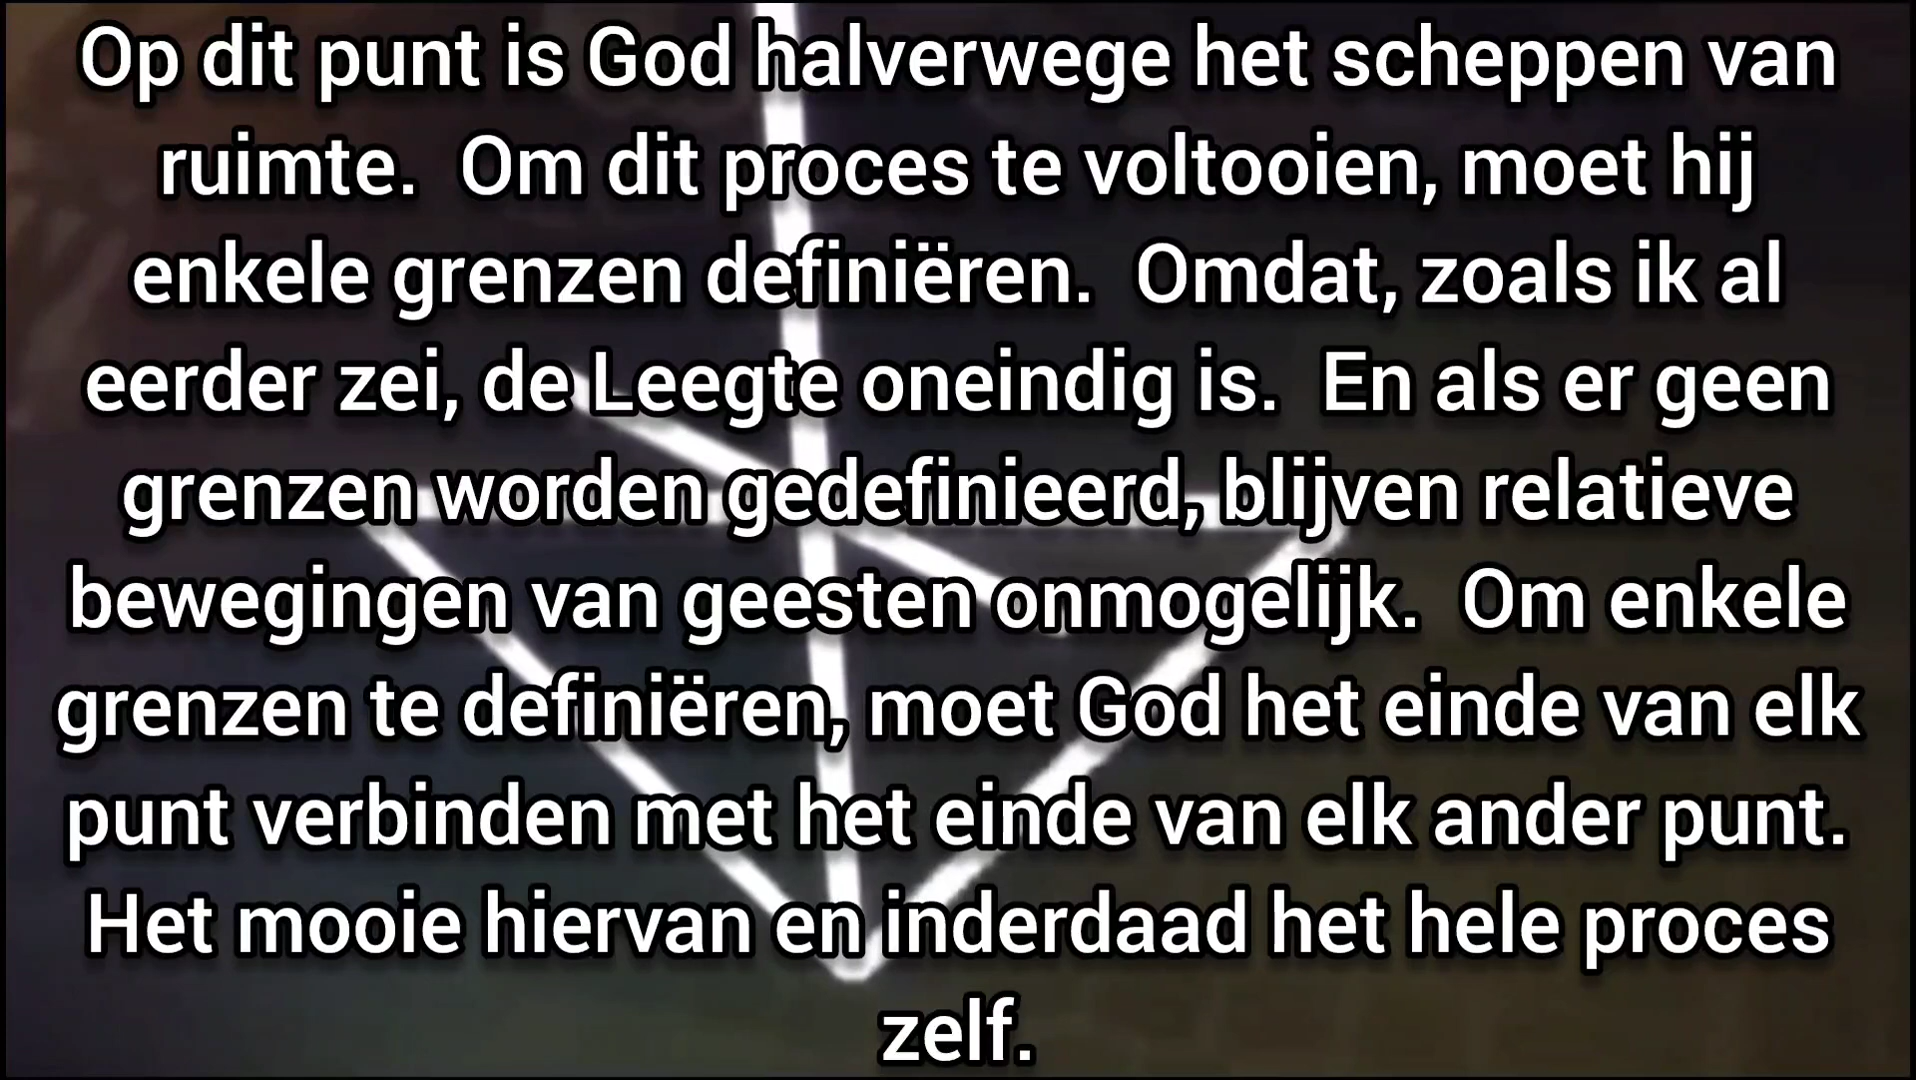 Op dit punt is God halverwege het scheppen van
ruimte. Om dit proces te voltooien, moet hij
enkele grenzen definiëren. Omdat, zoals ik al
eerder zei, de Leegte oneindig is. En als er geen
grenzen worden gedefinieerd, blijven relatieve
bewegingen van geesten onmogelijk. Om enkele
grenzen te definiëren, moet God het einde van elk
punt verbinden met het einde van elk ander punt.
Het mooie hiervan en inderdaad het hele proces
zelf.